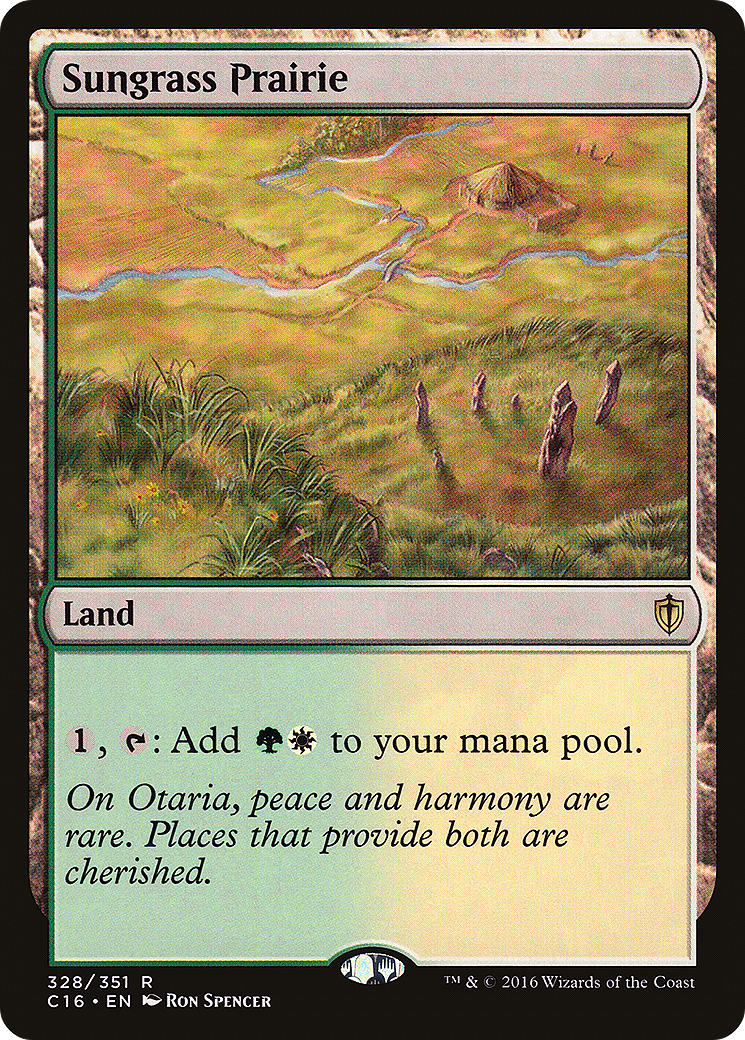 Sungrass Prairie
Land
1, : Add to your mana pool.
On Otaria, peace and harmony are
rare. Places that provide both are
cherished.
328/351 R
C16 • EN Ron Spencer
™ & © 2016 Wizards of the Coast